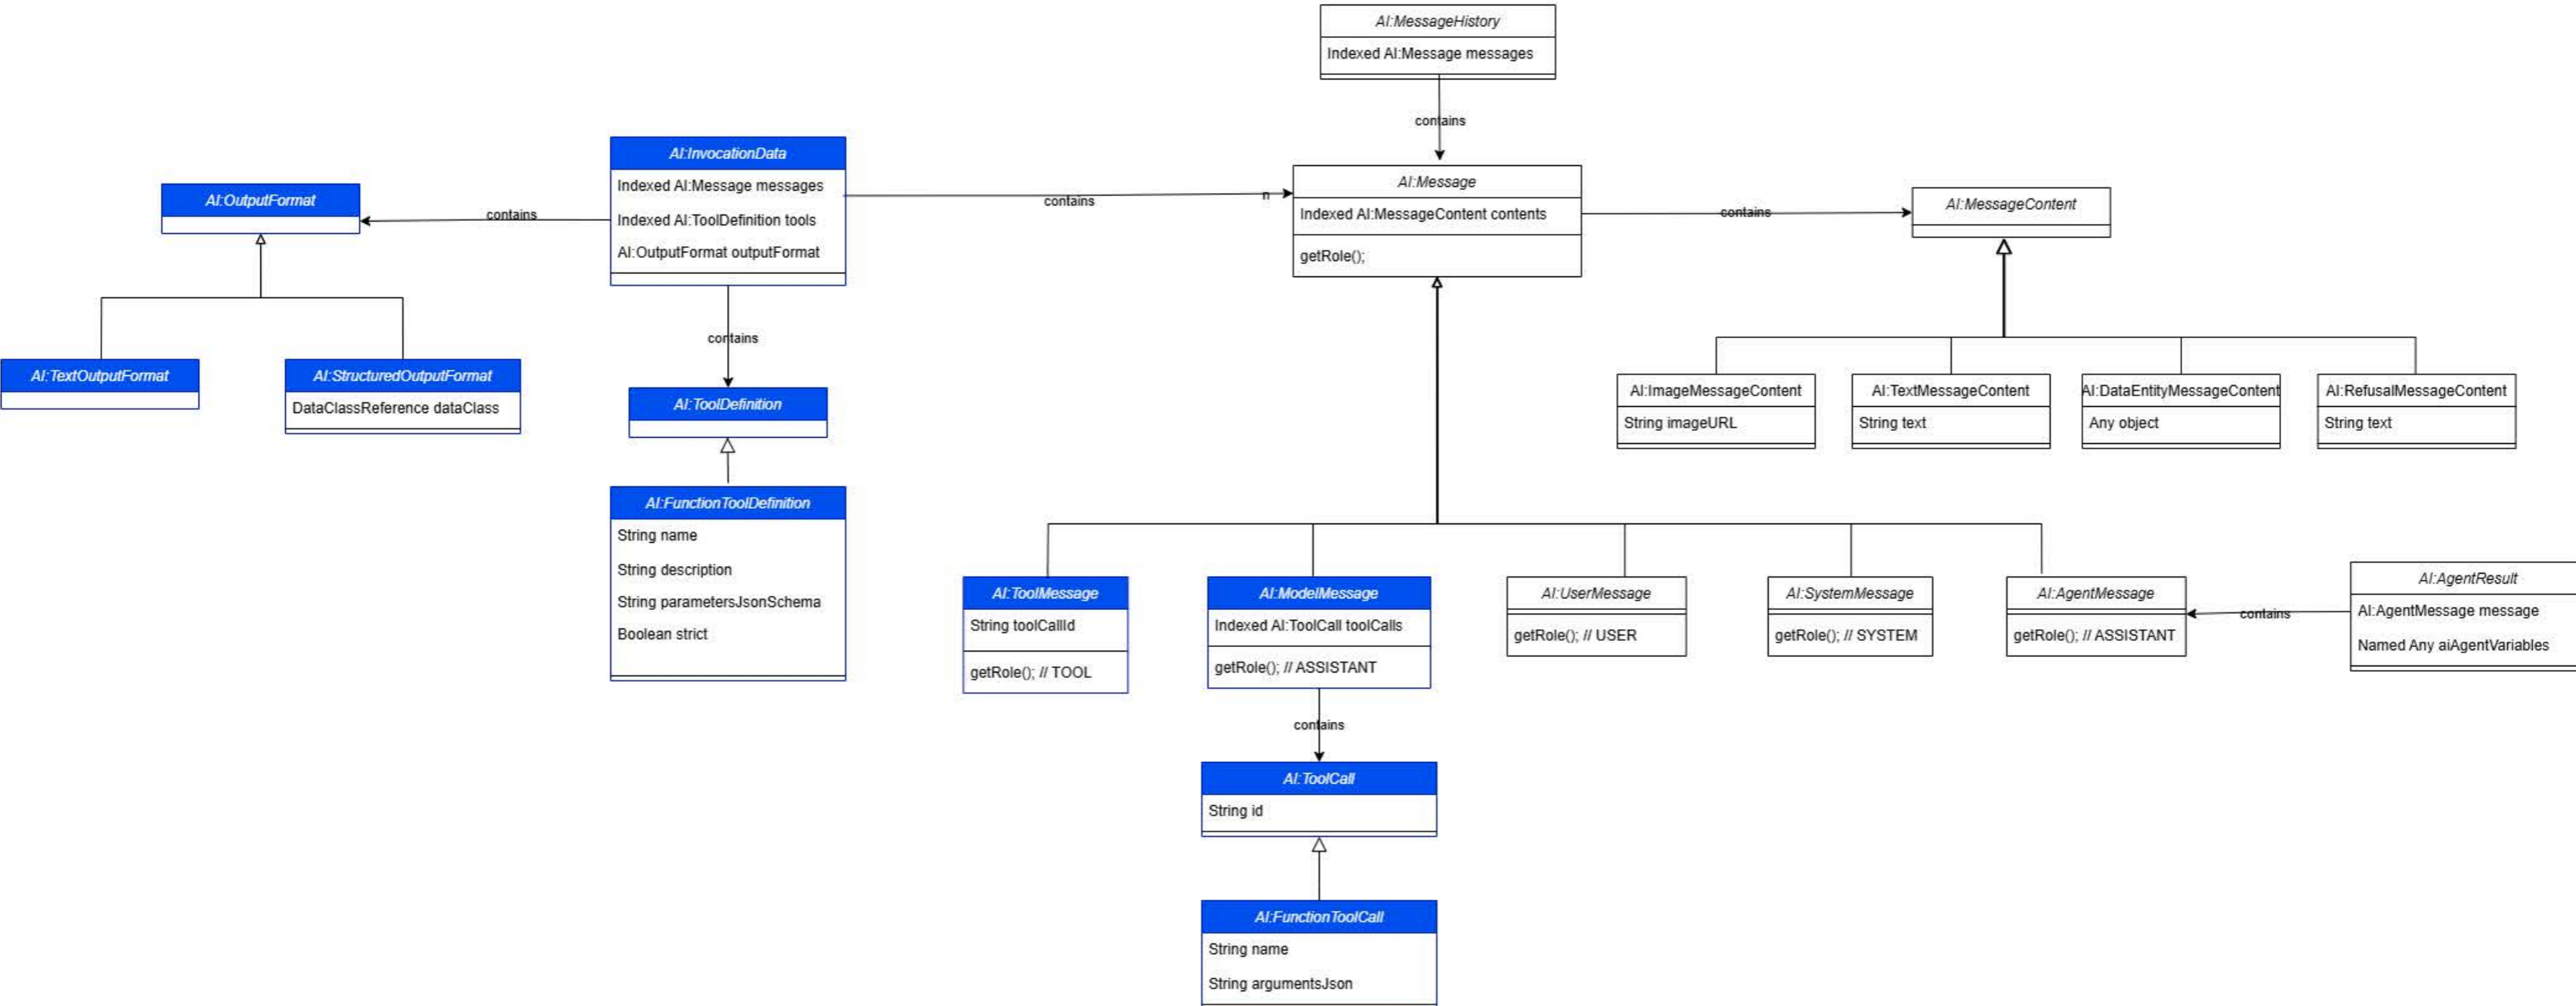 AI:MessageHistory
Indexed AI:Message messages
contains
AI:InvocationData
Indexed AI:Message messages
Indexed AI:ToolDefinition tools
AI:OutputFormat outputFormat
AI:OutputFormat
contains
contains
n
AI:Message
Indexed AI:MessageContent contents
getRole();
contains
AI:MessageContent
contains
AI:TextOutputFormat
AI:StructuredOutputFormat
DataClassReference dataClass
AI:ToolDefinition
AI:ImageMessageContent
String imageURL
AI:TextMessageContent
String text
AI:DataEntityMessageContent
Any object
AI:RefusalMessageContent
String text
AI:FunctionToolDefinition
String name
String description
String parametersJsonSchema
Boolean strict
AI:ToolMessage
String toolCallId
getRole(); // TOOL
AI:ModelMessage
Indexed AI:ToolCall toolCalls
getRole(); // ASSISTANT
AI:UserMessage
getRole(); // USER
AI:SystemMessage
getRole(); // SYSTEM
AI:AgentMessage
getRole(); // ASSISTANT
contains
AI:AgentResult
AI:AgentMessage message
Named Any aiAgentVariables
contains
AI:ToolCall
String id
AI:FunctionToolCall
String name
String argumentsJson